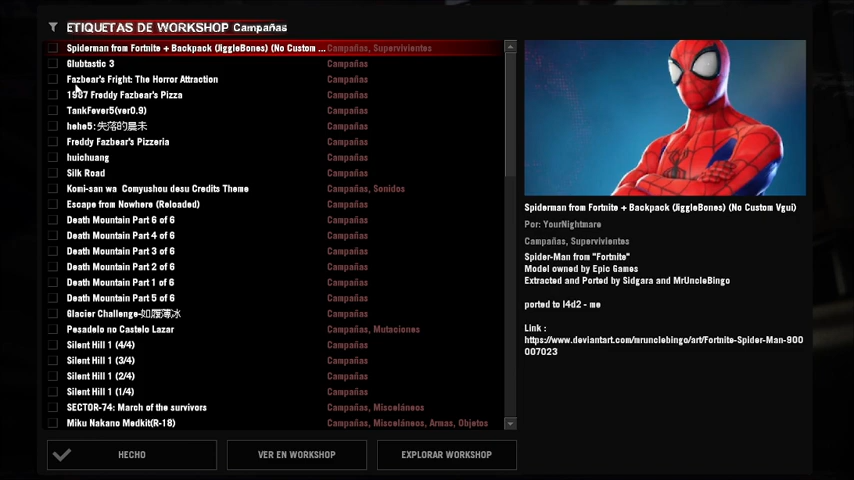 ETIQUETAS DE WORKSHOP Campañas
Spiderman from Fortnite + Backpack (JiggleBones) (No Custom ... Campañas, Supervivientes
Glubtastic 3 Campañas
Fazbear's Fright: The Horror Attraction Campañas
1987 Freddy Fazbear's Pizza Campañas
TankFever5(ver0.9) Campañas
hehe5:失落的晨未 Campañas
Freddy Fazbear's Pizzeria Campañas
huichuang Campañas
Silk Road Campañas
Komi-san wa Comyushou desu Credits Theme Campañas, Sonidos
Escape from Nowhere (Reloaded) Campañas
Death Mountain Part 6 of 6 Campañas
Death Mountain Part 4 of 6 Campañas
Death Mountain Part 3 of 6 Campañas
Death Mountain Part 2 of 6 Campañas
Death Mountain Part 1 of 6 Campañas
Death Mountain Part 5 of 6 Campañas
Glacier Challenge-如履薄冰 Campañas
Pesadelo no Castelo Lazar Campañas, Mutaciones
Silent Hill 1 (4/4) Campañas
Silent Hill 1 (3/4) Campañas
Silent Hill 1 (2/4) Campañas
Silent Hill 1 (1/4) Campañas
SECTOR-74: March of the survivors Campañas, Misceláneos
Miku Nakano Medkit(R-18) Campañas, Misceláneos, Armas, Objetos
HECHO
VER EN WORKSHOP
EXPLORAR WORKSHOP
Spiderman from Fortnite + Backpack (JiggleBones) (No Custom Vgui)
Por: YourNightmare
Campañas, Supervivientes
Spider-Man from "Fortnite"
Model owned by Epic Games
Extracted and Ported by Sidgara and MrUncleBingo
ported to l4d2 - me
Link :
https://www.deviantart.com/mrunclebingo/art/Fortnite-Spider-Man-900
007023